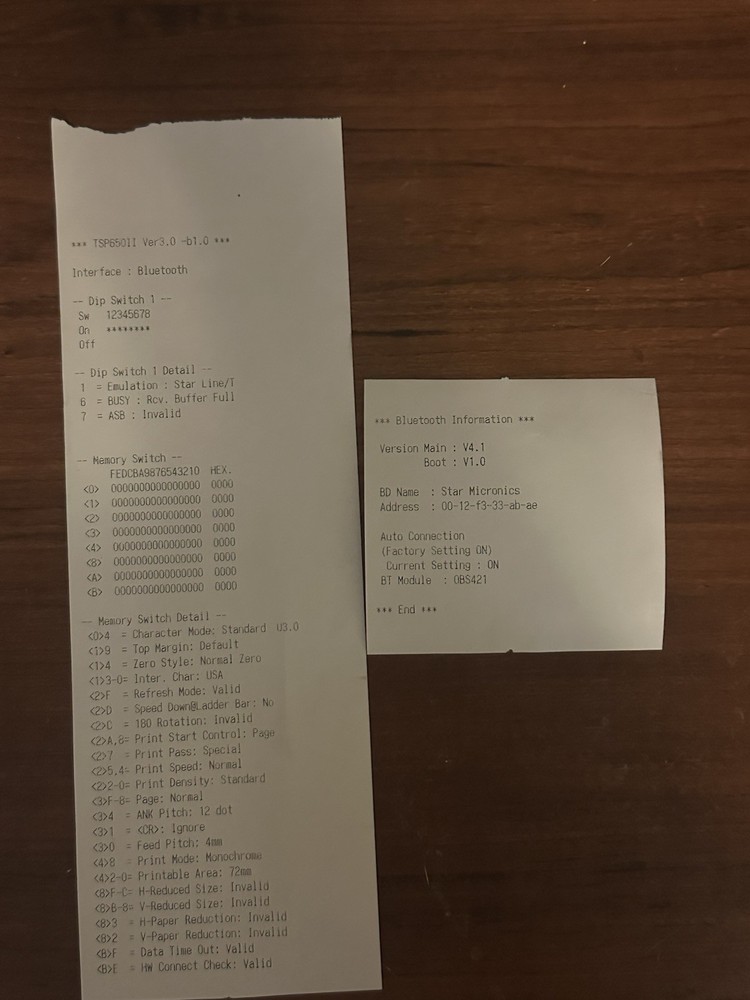 *** TSP650II Ver3.0 -b1.0 ***
Interface : Bluetooth
-- Dip Switch 1 --
Sw 12345678
On ********
Off
-- Dip Switch 1 Detail --
1 = Emulation : Star Line/T
6 = BUSY : Rcv. Buffer Full
7 = ASB : Invalid
-- Memory Switch --
FEDCBA9876543210 HEX.
<0> 0000000000000000 0000
<1> 0000000000000000 0000
<2> 0000000000000000 0000
<3> 0000000000000000 0000
<4> 0000000000000000 0000
<8> 0000000000000000 0000
<A> 0000000000000000 0000
<B> 0000000000000000 0000
-- Memory Switch Detail --
<0>4 = Character Mode: Standard V3.0
<1>9 = Top Margin: Default
<1>4 = Zero Style: Normal Zero
<1>3-0= Inter. Char: USA
<2>F = Refresh Mode: Valid
<2>D = Speed Down@Ladder Bar: No
<2>C = 180 Rotation: Invalid
<2>A,8= Print Start Control: Page
<2>7 = Print Pass: Special
<2>5,4= Print Speed: Normal
<2>2-0= Print Density: Standard
<3>F-8= Page: Normal
<3>4 = ANK Pitch: 12 dot
<3>1 = <CR>: Ignore
<3>0 = Feed Pitch: 4mm
<4>8 = Print Mode: Monochrome
<4>2-0= Printable Area: 72mm
<8>F-C= H-Reduced Size: Invalid
<8>B-8= V-Reduced Size: Invalid
<8>3 = H-Paper Reduction: Invalid
<8>2 = V-Paper Reduction: Invalid
<B>F = Data Time Out: Valid
<B>E = HW Connect Check: Valid
*** Bluetooth Information ***
Version Main : V4.1
Boot : V1.0
BD Name : Star Micronics
Address : 00-12-f3-33-ab-ae
Auto Connection
(Factory Setting ON)
Current Setting : ON
BT Module : OBS421
*** End ***